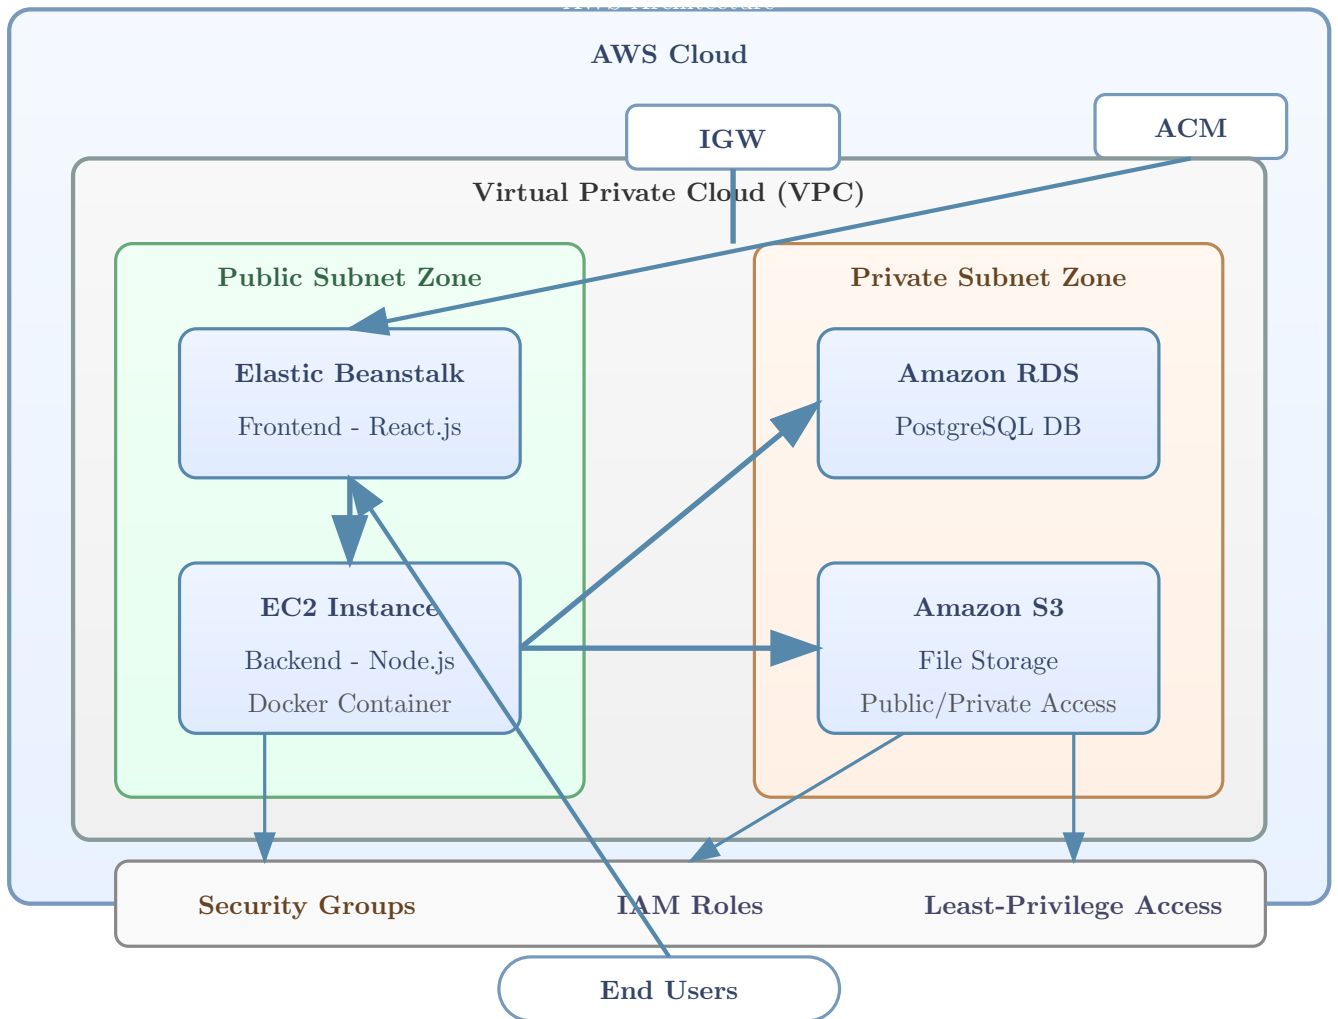 AWS Architecture
AWS Cloud
IGW
ACM
Virtual Private Cloud (VPC)
Public Subnet Zone
Private Subnet Zone
Elastic Beanstalk
Frontend - React.js
Amazon RDS
PostgreSQL DB
EC2 Instance
Backend - Node.js
Docker Container
Amazon S3
File Storage
Public/Private Access
Security Groups
IAM Roles
Least-Privilege Access
End Users